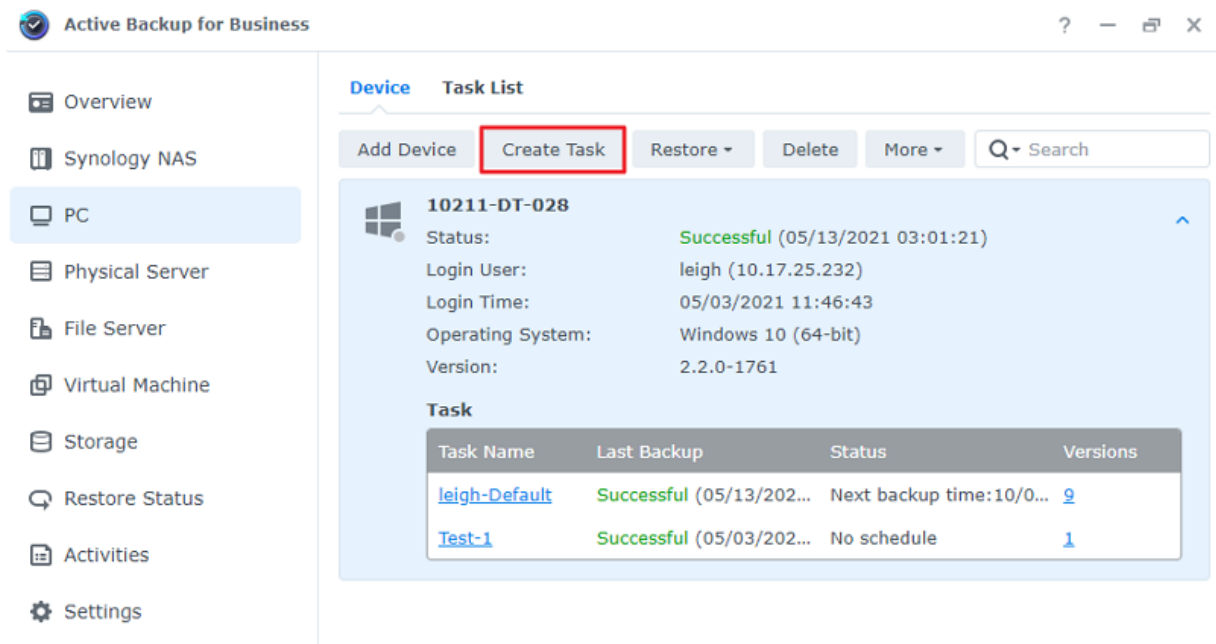 Active Backup for Business
?
Overview
Synology NAS
PC
Physical Server
File Server
Virtual Machine
Storage
Restore Status
Activities
Settings
Device Task List
Add Device Create Task Restore Delete More Search
10211-DT-028
Status: Successful (05/13/2021 03:01:21)
Login User: leigh (10.17.25.232)
Login Time: 05/03/2021 11:46:43
Operating System: Windows 10 (64-bit)
Version: 2.2.0-1761
Task
Task Name Last Backup Status Versions
leigh-Default Successful (05/13/202... Next backup time:10/0... 9
Test-1 Successful (05/03/202... No schedule 1